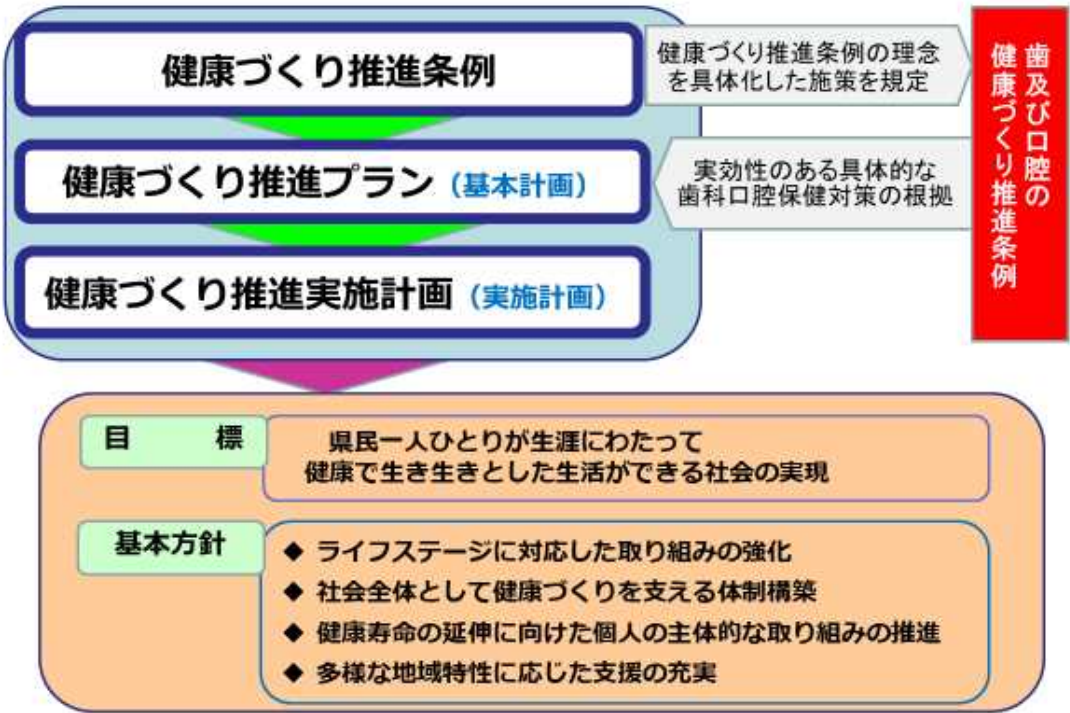 健康づくり推進条例
健康づくり推進条例の理念
を具体化した施策を規定
歯及び口腔の
健康づくり推進条例
健康づくり推進プラン（基本計画）
実効性のある具体的な
歯科口腔保健対策の根拠
健康づくり推進実施計画（実施計画）
目　標
県民一人ひとりが生涯にわたって
健康で生き生きとした生活ができる社会の実現
基本方針
◆ ライフステージに対応した取り組みの強化
◆ 社会全体として健康づくりを支える体制構築
◆ 健康寿命の延伸に向けた個人の主体的な取り組みの推進
◆ 多様な地域特性に応じた支援の充実